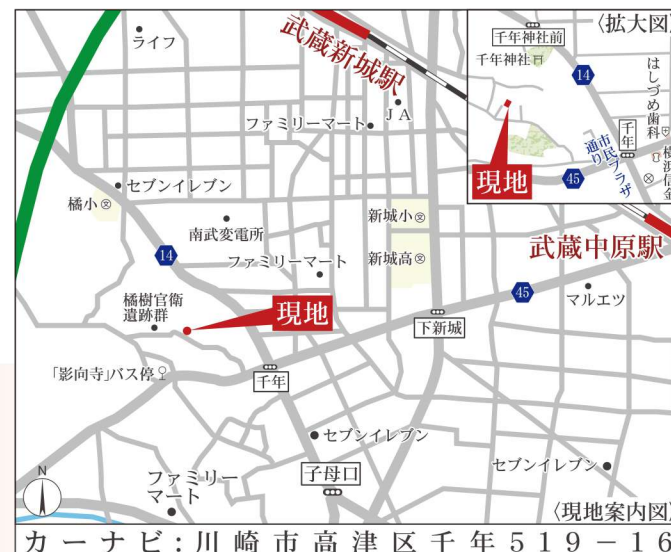 ライフ
武蔵新城駅
JA
ファミリーマート
セブンイレブン
橘小
14
南武変電所
ファミリーマート
新城小
新城高
橘樹官衙
遺跡群
現地
「影向寺」バス停
千年
下新城
45
マルエツ
武蔵中原駅
セブンイレブン
子母口
セブンイレブン
ファミリー
マート
N
〈現地案内図〉
〈拡大図〉
千年神社前
千年神社
14
はしづめ歯科
千年
市民プラザ
通り
横浜信金
45
現地
カーナビ:川崎市高津区千年519-16